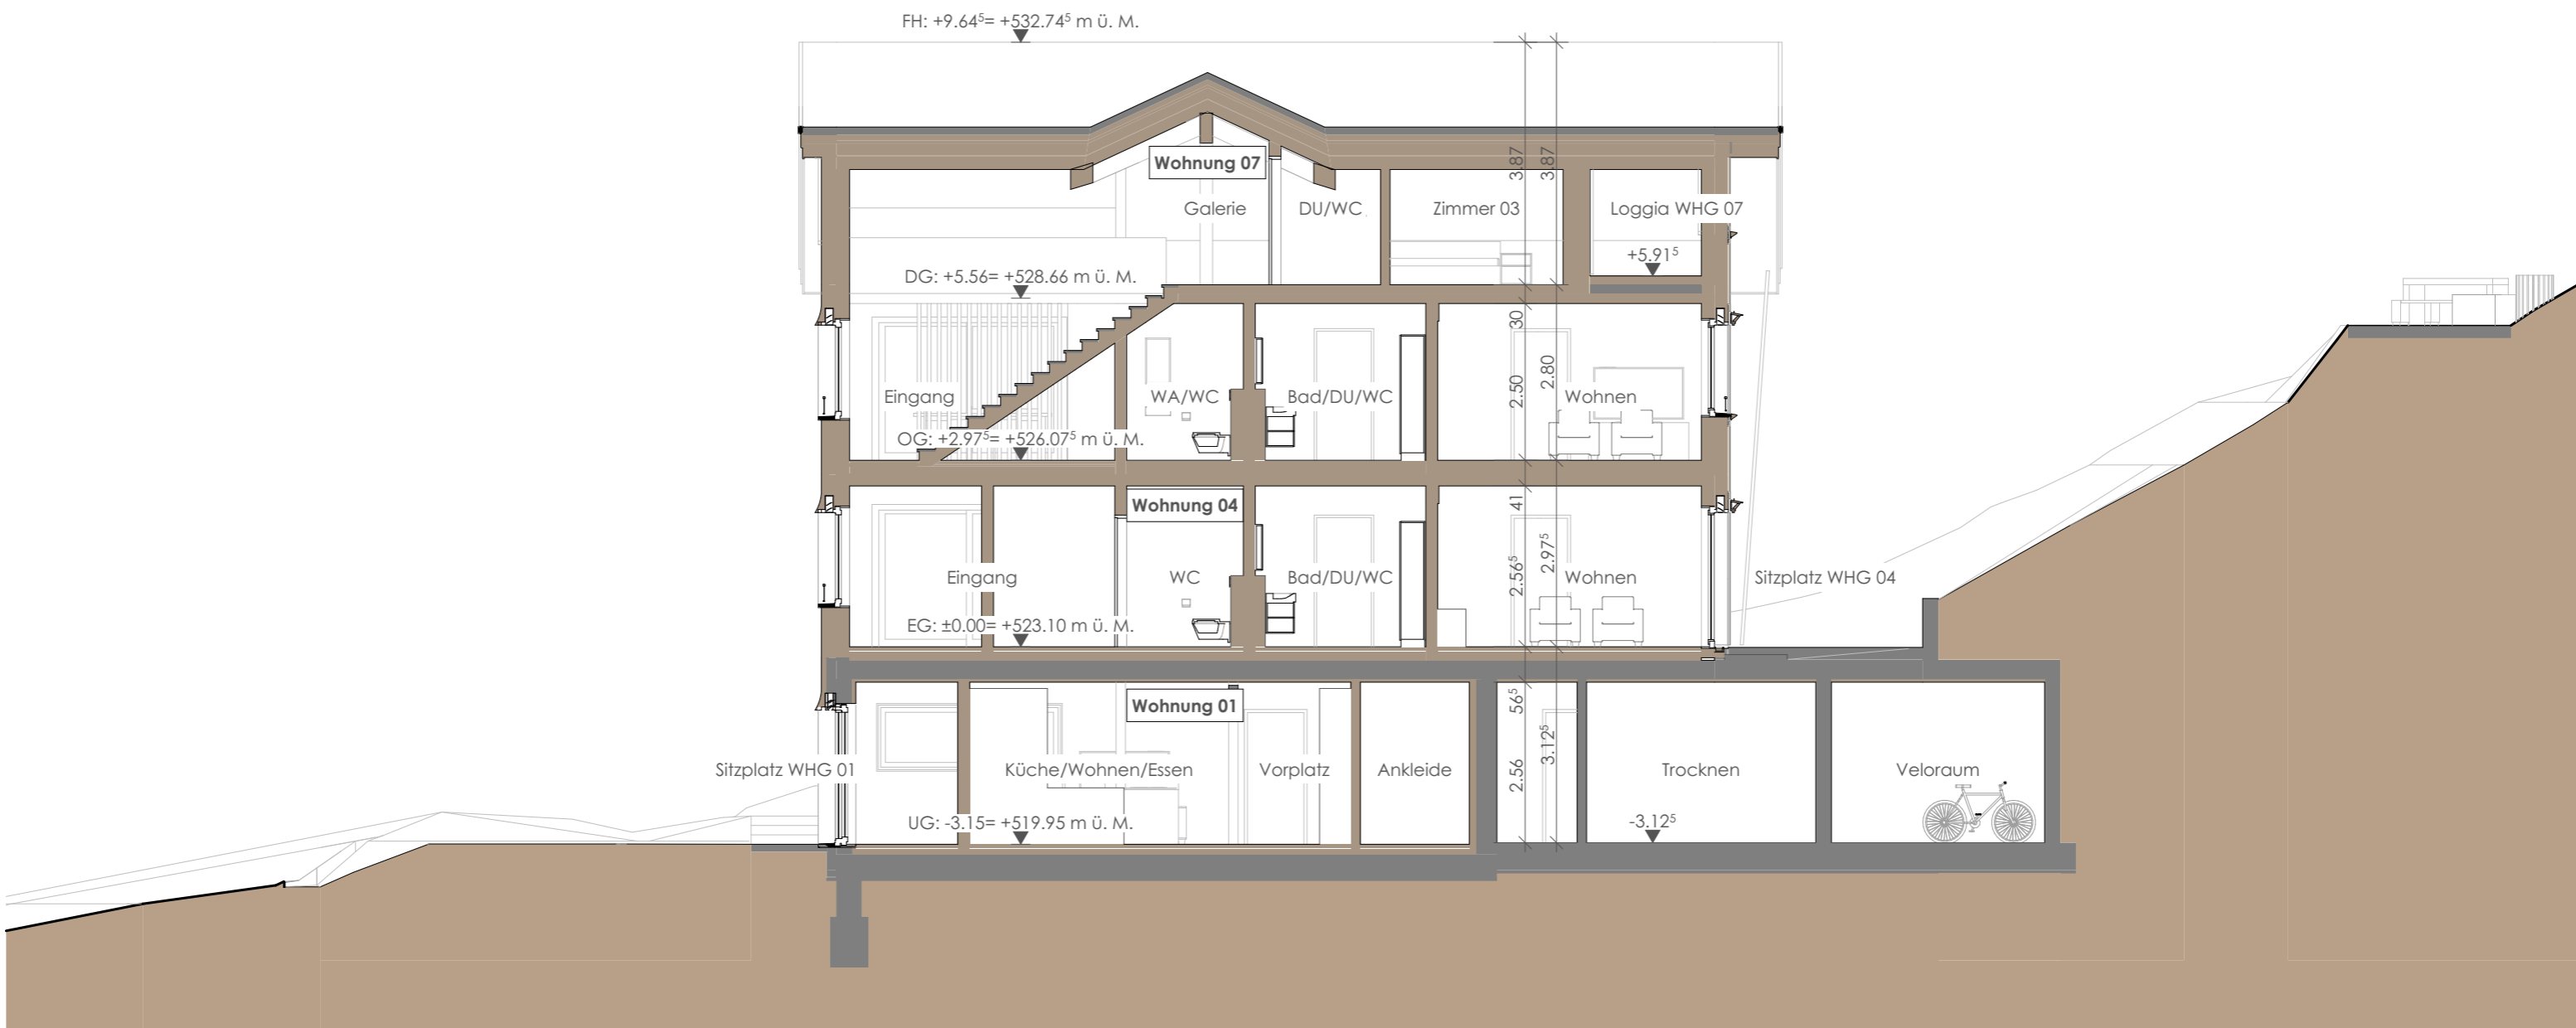 FH: +9.64⁵= +532.74⁵ m ü. M.
3.87
3.87
Wohnung 07
Galerie
DU/WC
Zimmer 03
Loggia WHG 07
+5.91⁵
DG: +5.56= +528.66 m ü. M.
30
2.80
2.50
Eingang
WA/WC
Bad/DU/WC
Wohnen
OG: +2.97⁵= +526.07⁵ m ü. M.
41
Wohnung 04
2.97⁵
2.56⁵
Eingang
WC
Bad/DU/WC
Wohnen
Sitzplatz WHG 04
EG: ±0.00= +523.10 m ü. M.
56⁵
Wohnung 01
3.12⁵
2.56
Sitzplatz WHG 01
Küche/Wohnen/Essen
Vorplatz
Ankleide
Trocknen
Veloraum
UG: -3.15= +519.95 m ü. M.
-3.12⁵